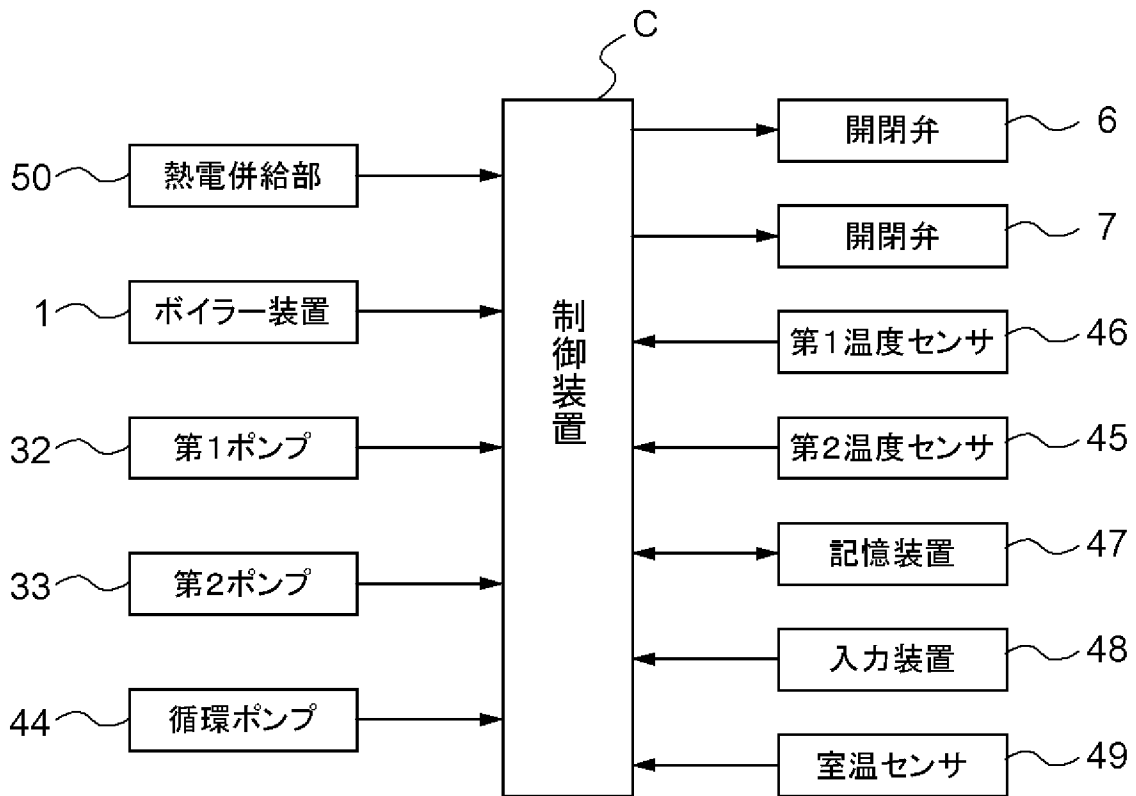 C
50 熱電併給部
1 ボイラー装置
32 第1ポンプ
33 第2ポンプ
44 循環ポンプ
制御装置
開閉弁 6
開閉弁 7
第1温度センサ 46
第2温度センサ 45
記憶装置 47
入力装置 48
室温センサ 49